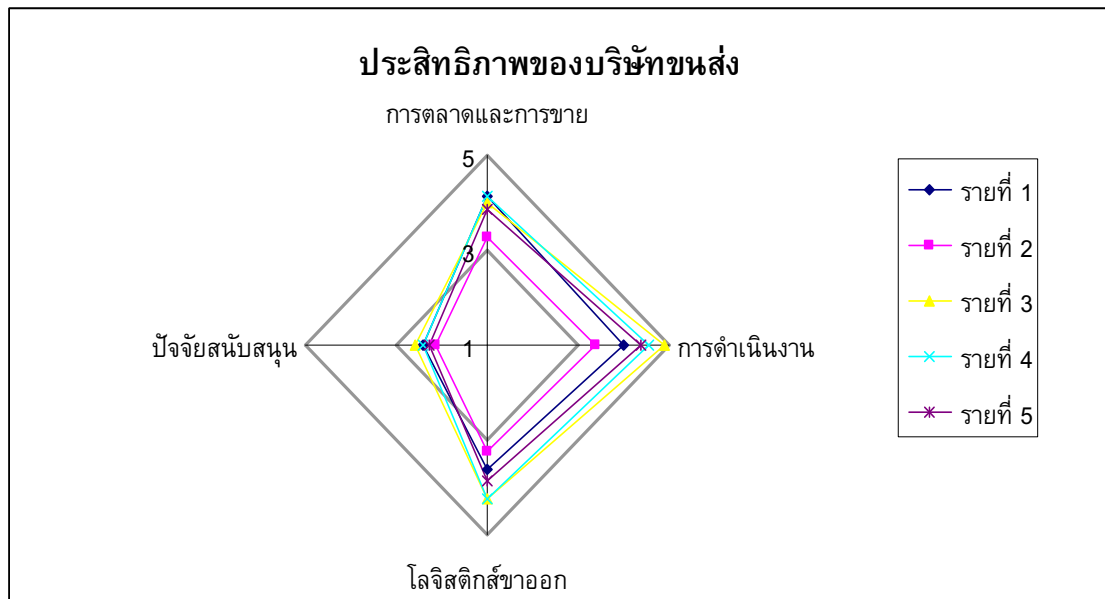 ประสิทธิภาพของบริษัทขนส่ง
การตลาดและการขาย
5
3
1
ปัจจัยสนับสนุน
การดำเนินงาน
โลจิสติกส์ขาออก
รายที่ 1
รายที่ 2
รายที่ 3
รายที่ 4
รายที่ 5